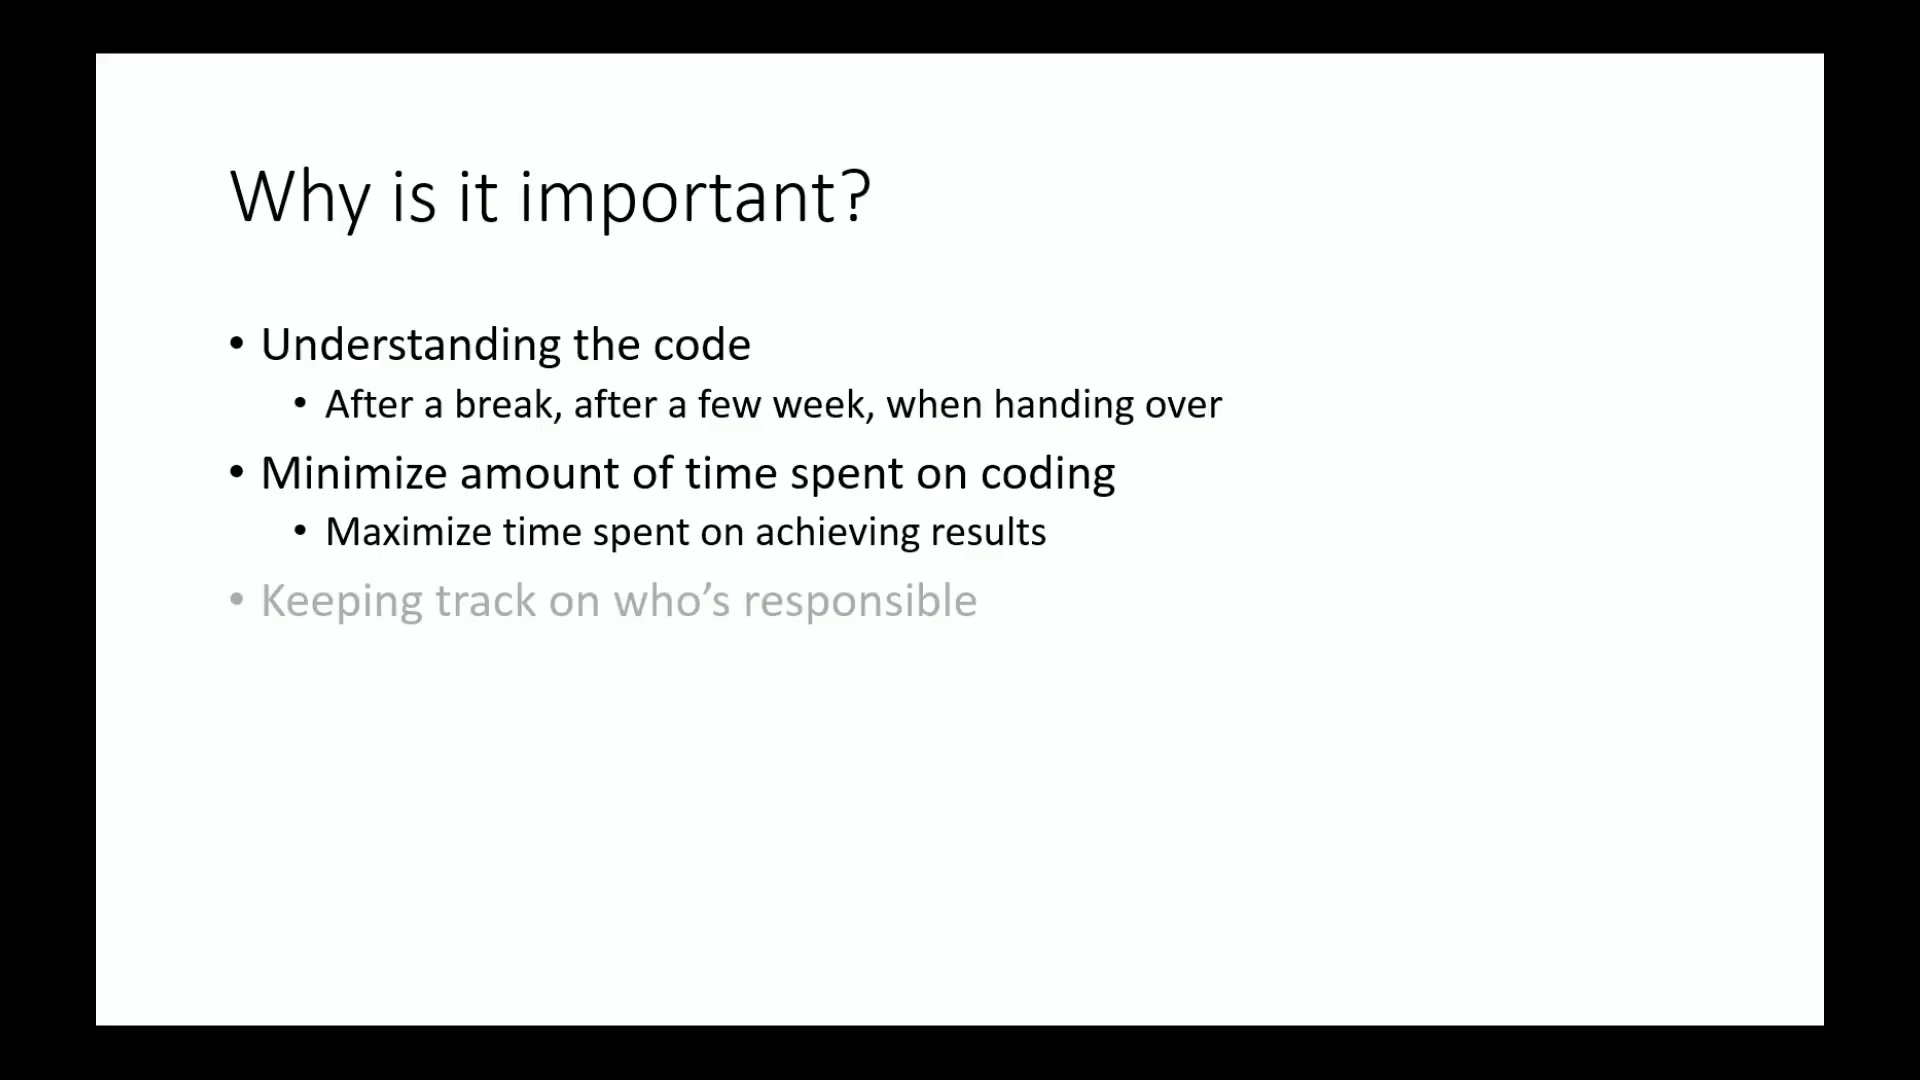 Why is it important?
• Understanding the code
• After a break, after a few week, when handing over
• Minimize amount of time spent on coding
• Maximize time spent on achieving results
• Keeping track on who’s responsible